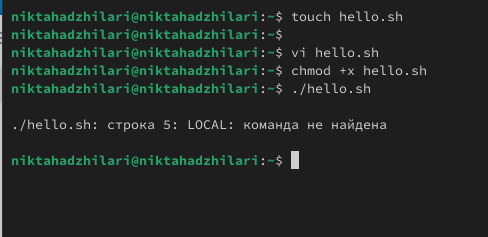 niktahadzhilari@niktahadzhilari:~$ touch hello.sh
niktahadzhilari@niktahadzhilari:~$
niktahadzhilari@niktahadzhilari:~$ vi hello.sh
niktahadzhilari@niktahadzhilari:~$ chmod +x hello.sh
niktahadzhilari@niktahadzhilari:~$ ./hello.sh
./hello.sh: строка 5: LOCAL: команда не найдена
niktahadzhilari@niktahadzhilari:~$